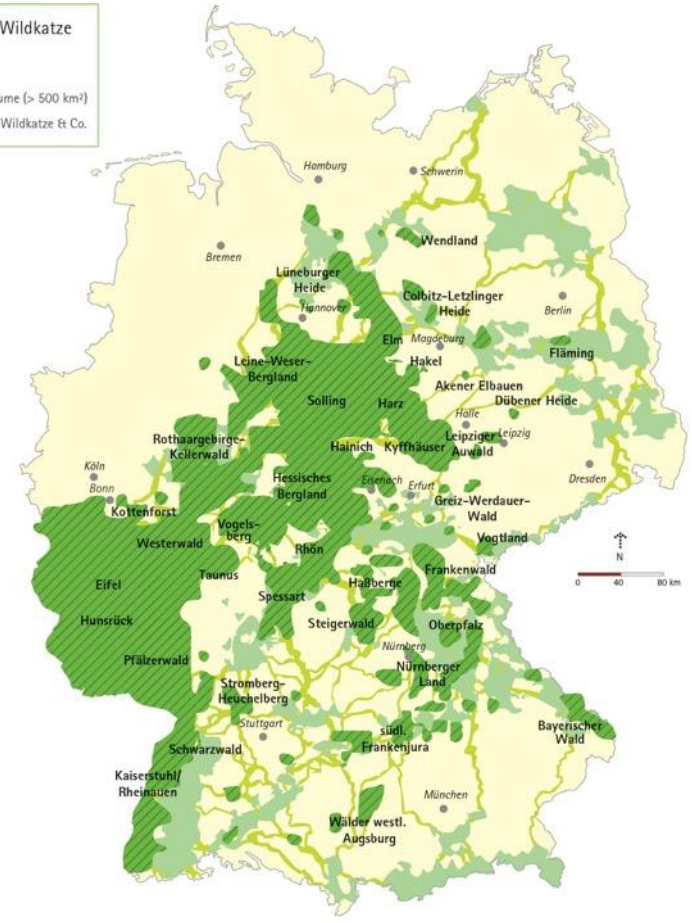 Wildkatze
ume (> 500 km²)
Wildkatze & Co.
Hamburg
Schwerin
Bremen
Wendland
Lüneburger
Heide
Hannover
Colbitz-Letzlinger
Heide
Berlin
Elm
Magdeburg
Hakel
Fläming
Leine-Weser-
Bergland
Akener Elbauen
Dübener Heide
Solling
Harz
Halle
Leipziger
Auwald
Leipzig
Rothaargebirge-
Kellerwald
Hainich
Kyffhäuser
Köln
Bonn
Hessisches
Bergland
Eisenach
Erfurt
Dresden
Kottenforst
Greiz-Werdauer-
Wald
Vogels-
berg
Vogtland
Westerwald
Rhön
N
Taunus
Frankenwald
0 40 80 km
Eifel
Haßberge
Spessart
Hunsrück
Steigerwald
Oberpfalz
Nürnberg
Pfälzerwald
Nürnberger
Land
Stromberg-
Heuchelberg
Stuttgart
südl.
Frankenjura
Bayerischer
Wald
Schwarzwald
Kaiserstuhl/
Rheinauen
München
Wälder westl.
Augsburg